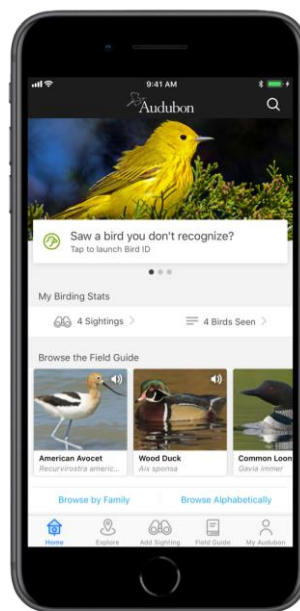 9:41 AM
Audubon
Saw a bird you don't recognize?
Tap to launch Bird ID
My Birding Stats
4 Sightings
4 Birds Seen
Browse the Field Guide
American Avocet
Wood Duck
Common Loon
Recurvirostra americ...
Aix sponsa
Gavia immer
Browse by Family
Browse Alphabetically
Home
Explore
Add Sighting
Field Guide
My Audubon